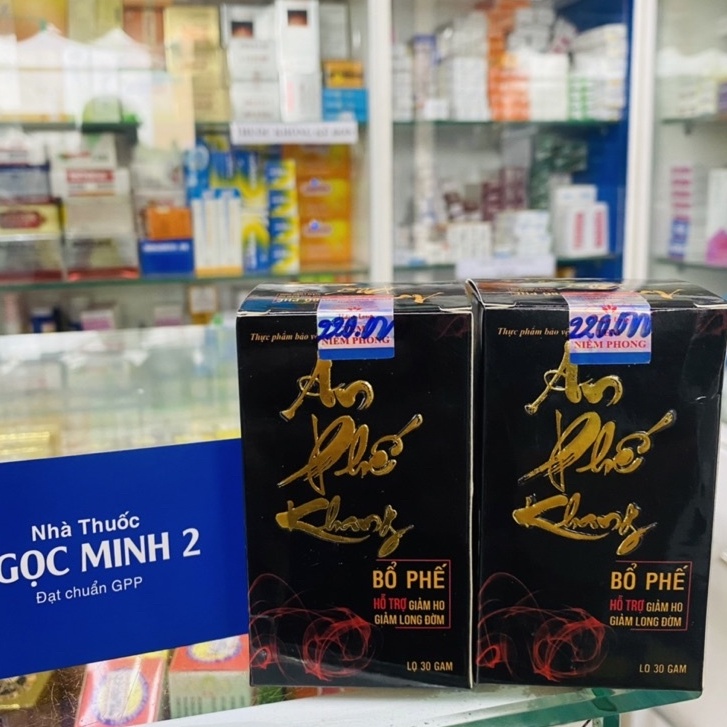 Nhà Thuốc
GỌC MINH 2
Đạt chuẩn GPP
Thực phẩm bảo vệ
220.000
NIÊM PHONG
An
Phế
Khang
BỔ PHẾ
HỖ TRỢ GIẢM HO
GIẢM LONG ĐỜM
LỌ 30 GAM
Thực phẩm bảo vệ
220.000
NIÊM PHONG
An
Phế
Khang
BỔ PHẾ
HỖ TRỢ GIẢM HO
GIẢM LONG ĐỜM
LỌ 30 GAM